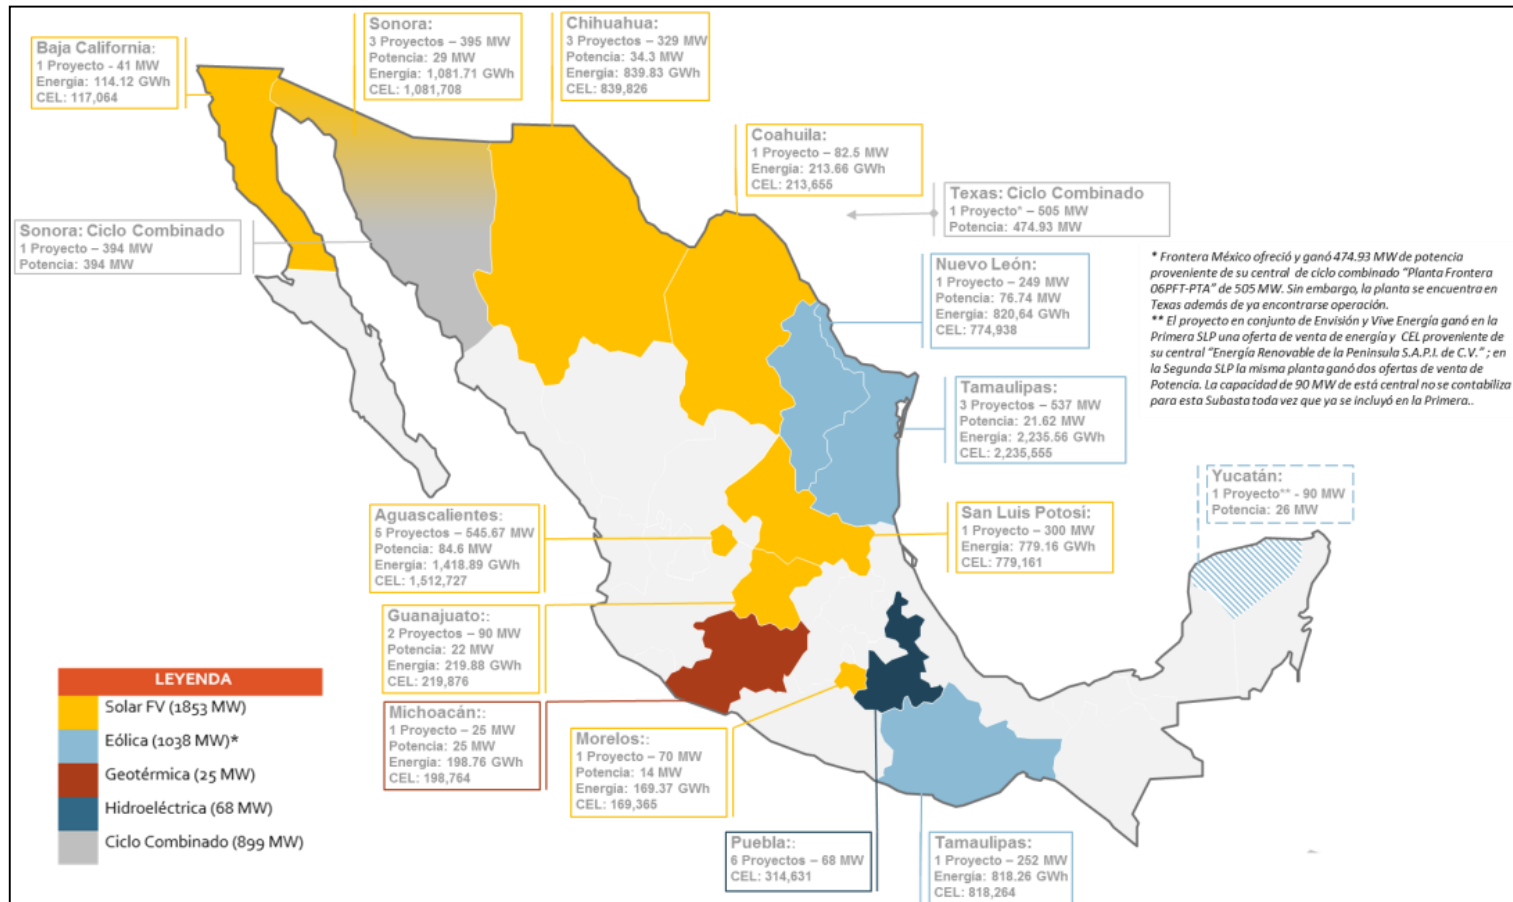 Baja California:
1 Proyecto - 41 MW
Energia: 114.12 GWh
CEL: 117,064
Sonora:
3 Proyectos – 395 MW
Potencia: 29 MW
Energia: 1,081.71 GWh
CEL: 1,081,708
Chihuahua:
3 Proyectos – 329 MW
Potencia: 34.3 MW
Energia: 839.83 GWh
CEL: 839,826
Coahuila:
1 Proyecto – 82.5 MW
Energia: 213.66 GWh
CEL: 213,655
Texas: Ciclo Combinado
1 Proyecto* – 505 MW
Potencia: 474.93 MW
Sonora: Ciclo Combinado
1 Proyecto – 394 MW
Potencia: 394 MW
Nuevo León:
1 Proyecto – 249 MW
Potencia: 76.74 MW
Energia: 820,64 GWh
CEL: 774,938
* Frontera México ofreció y ganó 474.93 MW de potencia
proveniente de su central de ciclo combinado "Planta Frontera
06PFT-PTA" de 505 MW. Sin embargo, la planta se encuentra en
Texas además de ya encontrarse operación.
** El proyecto en conjunto de Envisión y Vive Energía ganó en la
Primera SLP una oferta de venta de energía y CEL proveniente de
su central "Energía Renovable de la Peninsula S.A.P.I. de C.V." ; en
la Segunda SLP la misma planta ganó dos ofertas de venta de
Potencia. La capacidad de 90 MW de está central no se contabiliza
para esta Subasta toda vez que ya se incluyó en la Primera..
Tamaulipas:
3 Proyectos – 537 MW
Potencia: 21.62 MW
Energia: 2,235.56 GWh
CEL: 2,235,555
Yucatán:
1 Proyecto** - 90 MW
Potencia: 26 MW
Aguascalientes:
5 Proyectos – 545.67 MW
Potencia: 84.6 MW
Energia: 1,418.89 GWh
CEL: 1,512,727
San Luis Potosi:
1 Proyecto – 300 MW
Energia: 779.16 GWh
CEL: 779,161
Guanajuato::
2 Proyectos – 90 MW
Potencia: 22 MW
Energia: 219.88 GWh
CEL: 219,876
Michoacán::
1 Proyecto – 25 MW
Potencia: 25 MW
Energia: 198.76 GWh
CEL: 198,764
Morelos::
1 Proyecto – 70 MW
Potencia: 14 MW
Energia: 169.37 GWh
CEL: 169,365
Puebla::
6 Proyectos – 68 MW
CEL: 314,631
Tamaulipas:
1 Proyecto – 252 MW
Energia: 818.26 GWh
CEL: 818,264
LEYENDA
Solar FV (1853 MW)
Eólica (1038 MW)*
Geotérmica (25 MW)
Hidroeléctrica (68 MW)
Ciclo Combinado (899 MW)